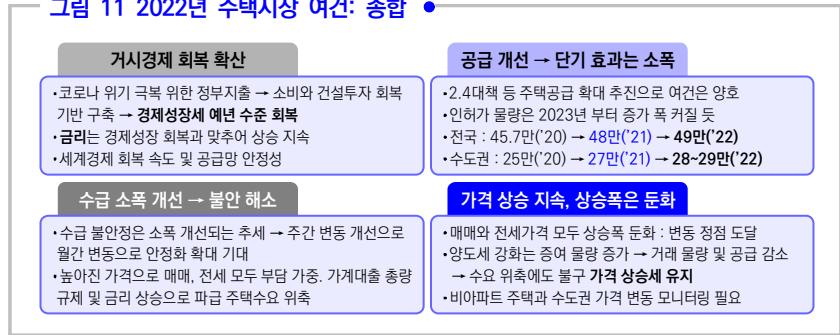 그림 11 2022년 주택시장 여건: 종합
거시경제 회복 확산
•코로나 위기 극복 위한 정부지출 → 소비와 건설투자 회복
기반 구축 → 경제성장세 예년 수준 회복
•금리는 경제성장 회복과 맞추어 상승 지속
•세계경제 회복 속도 및 공급망 안정성
공급 개선 → 단기 효과는 소폭
•2.4대책 등 주택공급 확대 추진으로 여건은 양호
•인허가 물량은 2023년 부터 증가 폭 커질 듯
•전국 : 45.7만('20) → 48만('21) → 49만('22)
•수도권 : 25만('20) → 27만('21) → 28~29만('22)
수급 소폭 개선 → 불안 해소
•수급 불안정은 소폭 개선되는 추세 → 주간 변동 개선으로
월간 변동으로 안정화 확대 기대
•높아진 가격으로 매매, 전세 모두 부담 가중. 가계대출 총량
규제 및 금리 상승으로 파급 주택수요 위축
가격 상승 지속, 상승폭은 둔화
•매매와 전세가격 모두 상승폭 둔화 : 변동 정점 도달
•양도세 강화는 증여 물량 증가 → 거래 물량 및 공급 감소
→ 수요 위축에도 불구 가격 상승세 유지
•비아파트 주택과 수도권 가격 변동 모니터링 필요